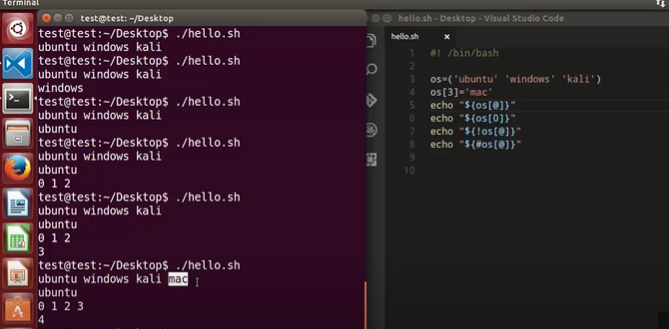 Terminal
test@test: ~/Desktop
test@test:~/Desktop$ ./hello.sh
ubuntu windows kali
test@test:~/Desktop$ ./hello.sh
ubuntu windows kali
windows
test@test:~/Desktop$ ./hello.sh
ubuntu windows kali
ubuntu
test@test:~/Desktop$ ./hello.sh
ubuntu windows kali
ubuntu
0 1 2
test@test:~/Desktop$ ./hello.sh
ubuntu windows kali
ubuntu
0 1 2
3
test@test:~/Desktop$ ./hello.sh
ubuntu windows kali mac
ubuntu
0 1 2 3
4
hello.sh - Desktop - Visual Studio Code
hello.sh
1 #! /bin/bash
2
3 os=('ubuntu' 'windows' 'kali')
4 os[3]='mac'
5 echo "${os[@]}"
6 echo "${os[0]}"
7 echo "${!os[@]}"
8 echo "${#os[@]}"
9
10